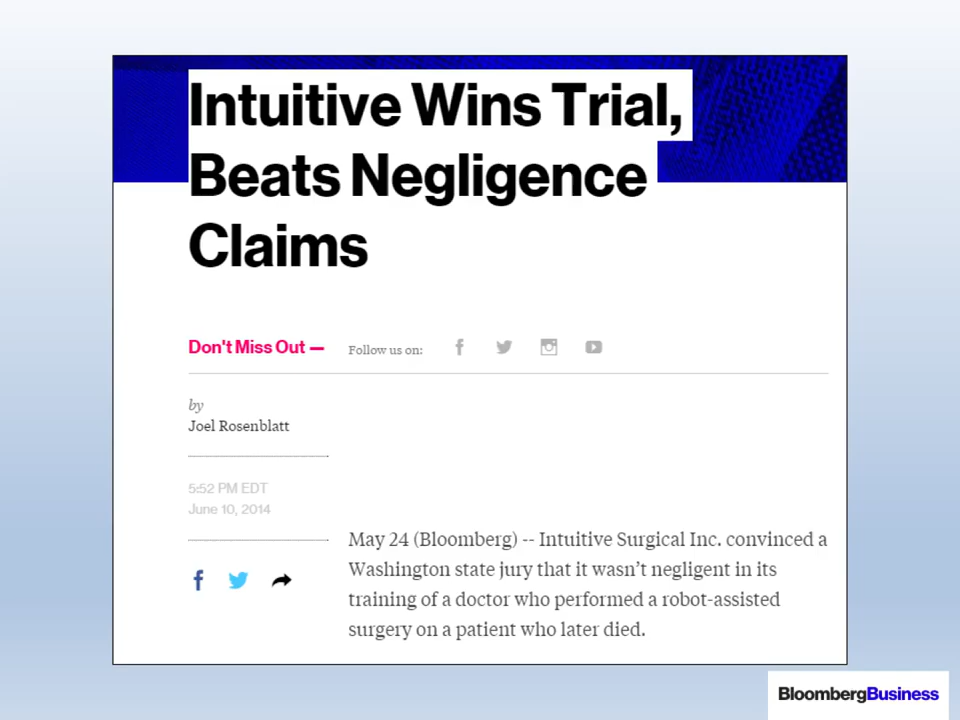 Intuitive Wins Trial,
Beats Negligence
Claims
Don't Miss Out —
Follow us on:
by
Joel Rosenblatt
5:52 PM EDT
June 10, 2014
May 24 (Bloomberg) -- Intuitive Surgical Inc. convinced a
Washington state jury that it wasn’t negligent in its
training of a doctor who performed a robot-assisted
surgery on a patient who later died.
BloombergBusiness